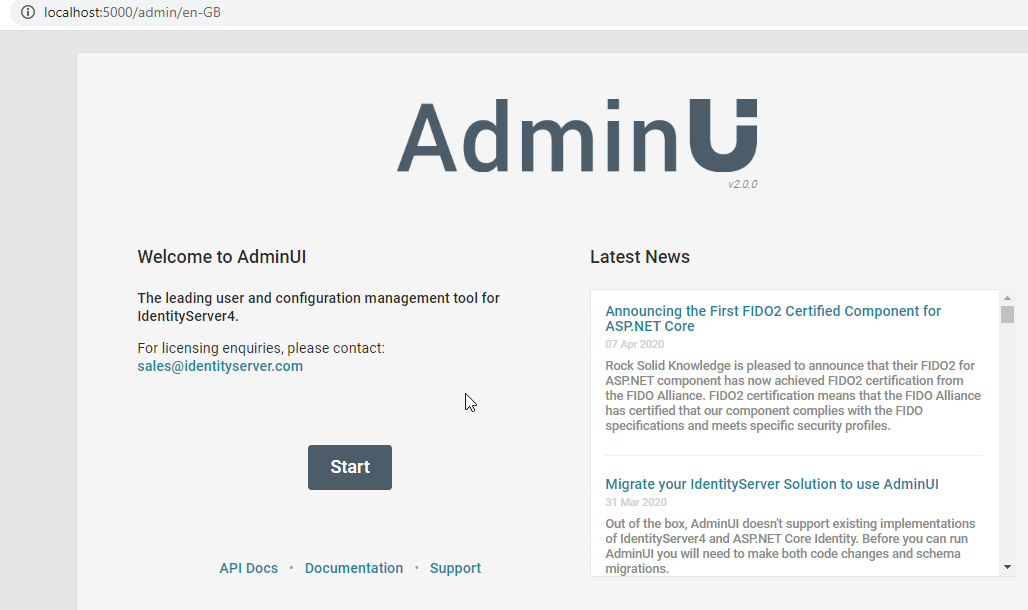 localhost:5000/admin/en-GB
AdminUI
v2.0.0
Welcome to AdminUI
The leading user and configuration management tool for
IdentityServer4.
For licensing enquiries, please contact:
sales@identityserver.com
Start
API Docs • Documentation • Support
Latest News
Announcing the First FIDO2 Certified Component for
ASP.NET Core
07 Apr 2020
Rock Solid Knowledge is pleased to announce that their FIDO2 for
ASP.NET component has now achieved FIDO2 certification from
the FIDO Alliance. FIDO2 certification means that the FIDO Alliance
has certified that our component complies with the FIDO
specifications and meets specific security profiles.
Migrate your IdentityServer Solution to use AdminUI
31 Mar 2020
Out of the box, AdminUI doesn't support existing implementations
of IdentityServer4 and ASP.NET Core Identity. Before you can run
AdminUI you will need to make both code changes and schema
migrations.